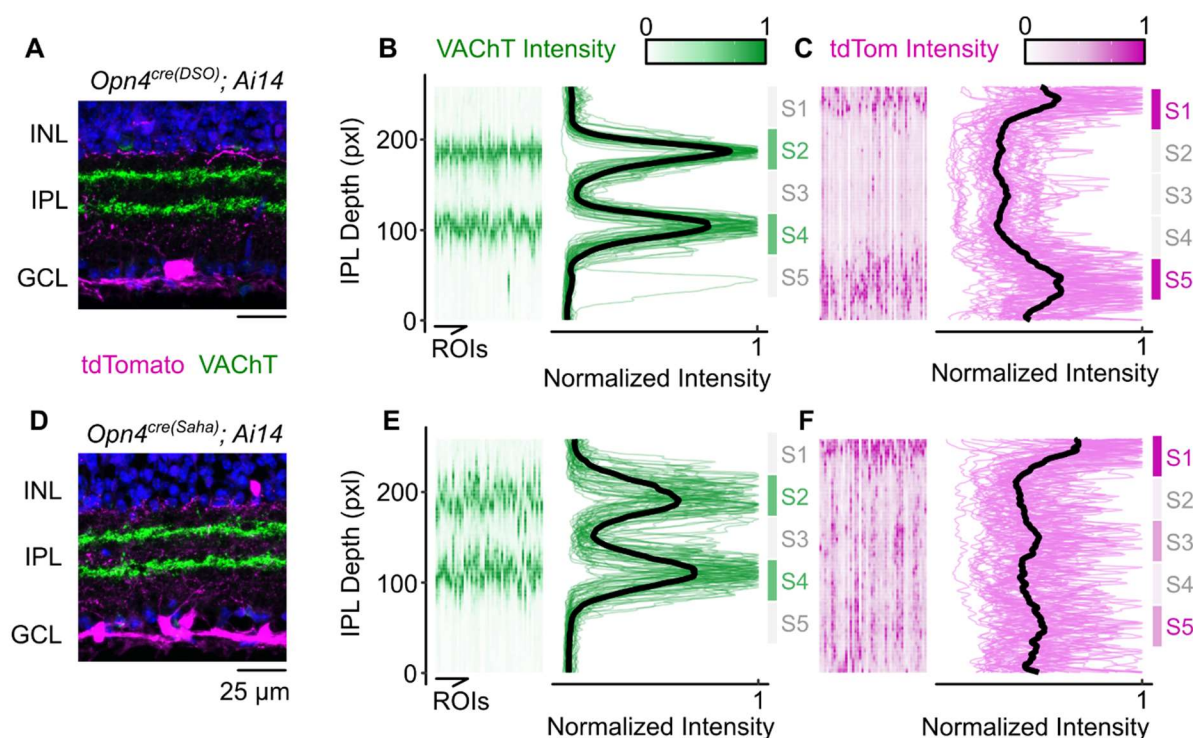 A
Opn4cre(DSO); Ai14
INL
IPL
GCL
B
0 1
VAChT Intensity
IPL Depth (pxl)
200
100
0
ROIs
1
Normalized Intensity
S1
S2
S3
S4
S5
C
0 1
tdTom Intensity
1
Normalized Intensity
S1
S2
S3
S4
S5
tdTomato VAChT
D
Opn4cre(Saha); Ai14
INL
IPL
GCL
25 µm
E
IPL Depth (pxl)
200
100
0
ROIs
1
Normalized Intensity
S1
S2
S3
S4
S5
F
1
Normalized Intensity
S1
S2
S3
S4
S5